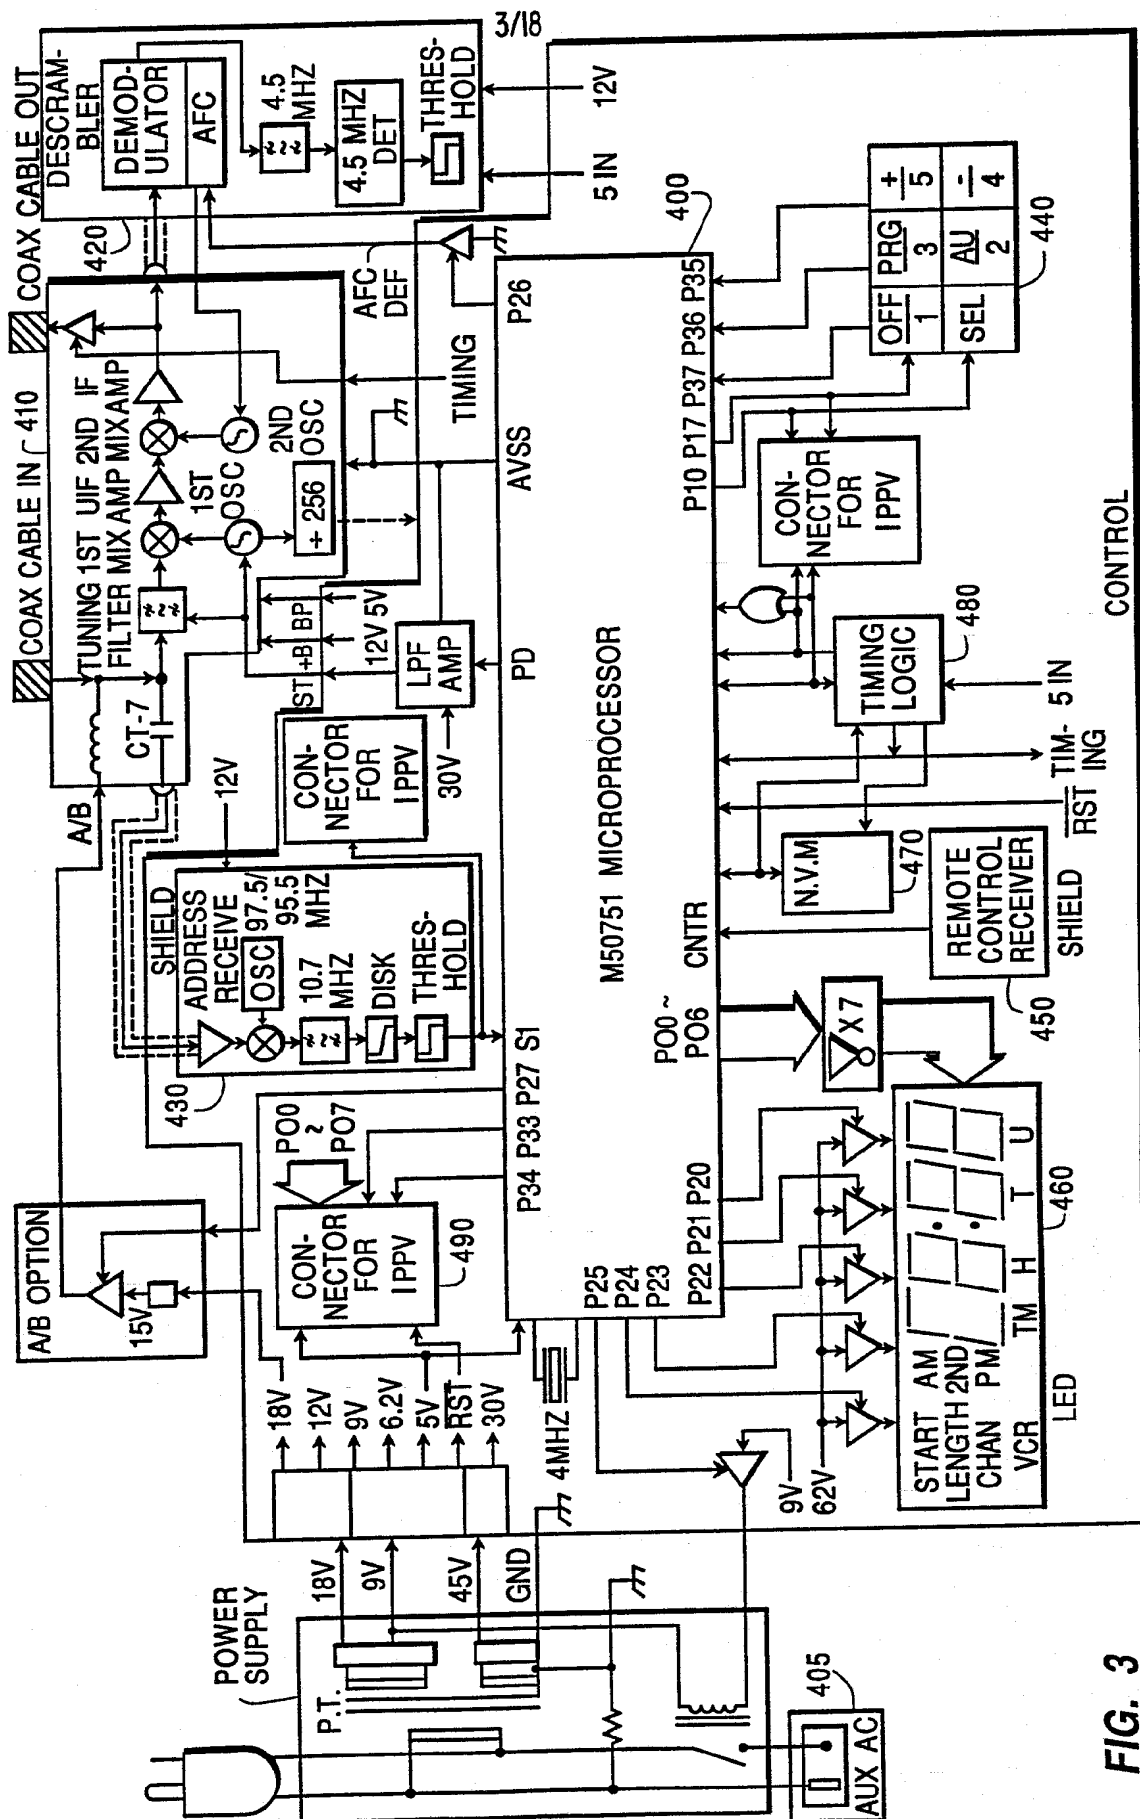 3/18
COAX CABLE IN
410
COAX CABLE OUT
TUNING 1ST UIF 2ND IF
FILTER MIX AMP MIX AMP
1ST
OSC
2ND
OSC
÷ 256
CT-7
A/B
420
DESCRAM-
BLER
DEMOD-
ULATOR
AFC
4.5
MHZ
4.5 MHZ
DET
THRES-
HOLD
5 IN
12V
AFC
DEF
TIMING
ST +B BP
12V 5V
LPF
AMP
30V
CON-
NECTOR
FOR
IPPV
12V
SHIELD
ADDRESS
RECEIVE
OSC
97.5/
95.5
MHZ
10.7
MHZ
DISK
THRES-
HOLD
430
A/B OPTION
15V
PO0
~
PO7
CON-
NECTOR
FOR
IPPV
490
18V
12V
9V
6.2V
5V
RST
30V
4MHZ
POWER
SUPPLY
P.T.
18V
9V
45V
GND
405
AUX AC
P34 P33 P27 S1
PD
AVSS
P26
400
M50751 MICROPROCESSOR
P25
P24
P23
P22 P21 P20
PO0 ~
PO6
CNTR
P10 P17 P37 P36 P35
9V
62V
X 7
START AM
LENGTH 2ND
CHAN PM
VCR TM H T U
460
LED
REMOTE
CONTROL
RECEIVER
450
SHIELD
N.V.M
470
RST
TIM-
ING
5 IN
TIMING
LOGIC
480
CON-
NECTOR
FOR
IPPV
OFF PRG +
1 3 5
SEL AU -
2 4
440
CONTROL
FIG. 3